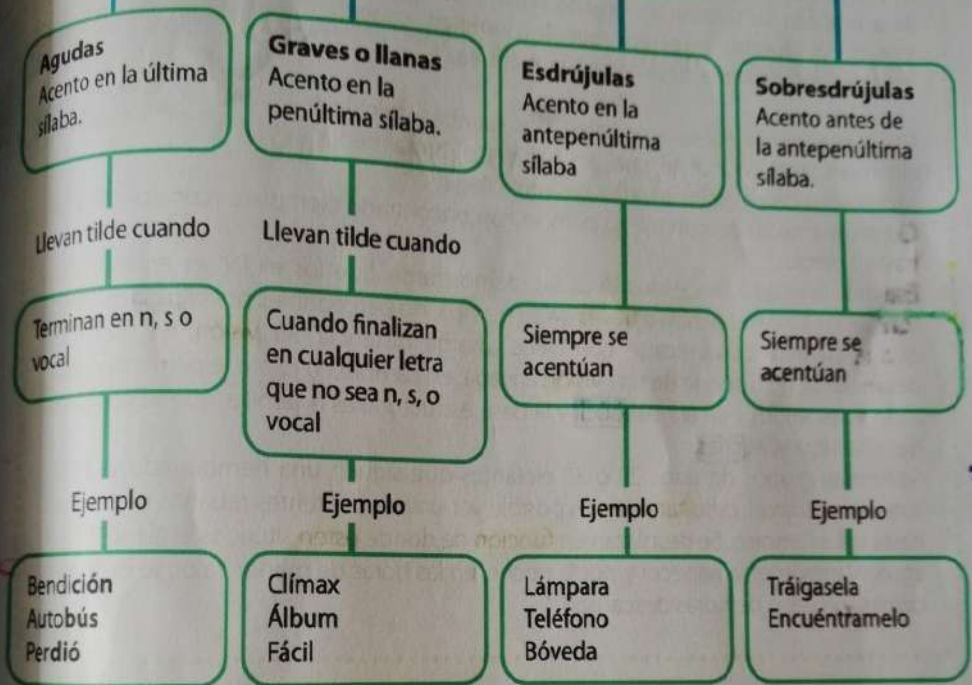 Agudas
Acento en la última
sílaba.
Llevan tilde cuando
Terminan en n, s o
vocal
Ejemplo
Bendición
Autobús
Perdió
Graves o llanas
Acento en la
penúltima sílaba.
Llevan tilde cuando
Cuando finalizan
en cualquier letra
que no sea n, s, o
vocal
Ejemplo
Clímax
Álbum
Fácil
Esdrújulas
Acento en la
antepenúltima
sílaba
Siempre se
acentúan
Ejemplo
Lámpara
Teléfono
Bóveda
Sobresdrújulas
Acento antes de
la antepenúltima
sílaba.
Siempre se
acentúan
Ejemplo
Tráigasela
Encuéntramelo